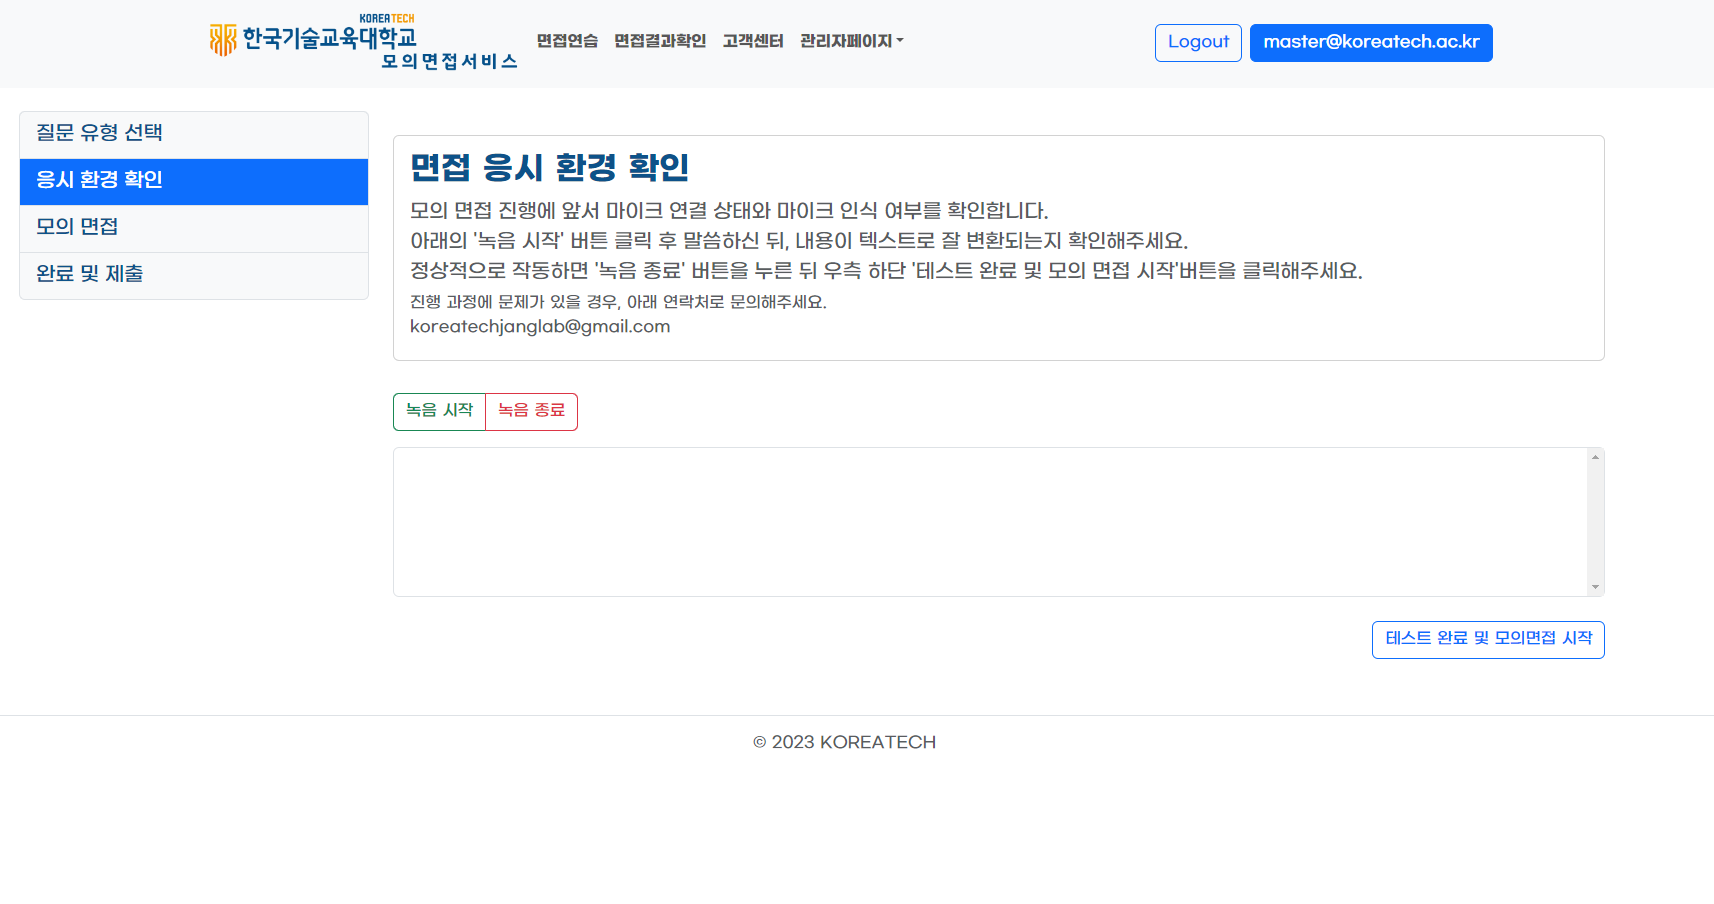 KOREATECH
한국기술교육대학교
모의면접서비스
면접연습 면접결과확인 고객센터 관리자페이지
Logout master@koreatech.ac.kr
질문 유형 선택
응시 환경 확인
모의 면접
완료 및 제출
면접 응시 환경 확인
모의 면접 진행에 앞서 마이크 연결 상태와 마이크 인식 여부를 확인합니다.
아래의 '녹음 시작' 버튼 클릭 후 말씀하신 뒤, 내용이 텍스트로 잘 변환되는지 확인해주세요.
정상적으로 작동하면 '녹음 종료' 버튼을 누른 뒤 우측 하단 '테스트 완료 및 모의 면접 시작'버튼을 클릭해주세요.
진행 과정에 문제가 있을 경우, 아래 연락처로 문의해주세요.
koreatechjanglab@gmail.com
녹음 시작 녹음 종료
테스트 완료 및 모의면접 시작
© 2023 KOREATECH